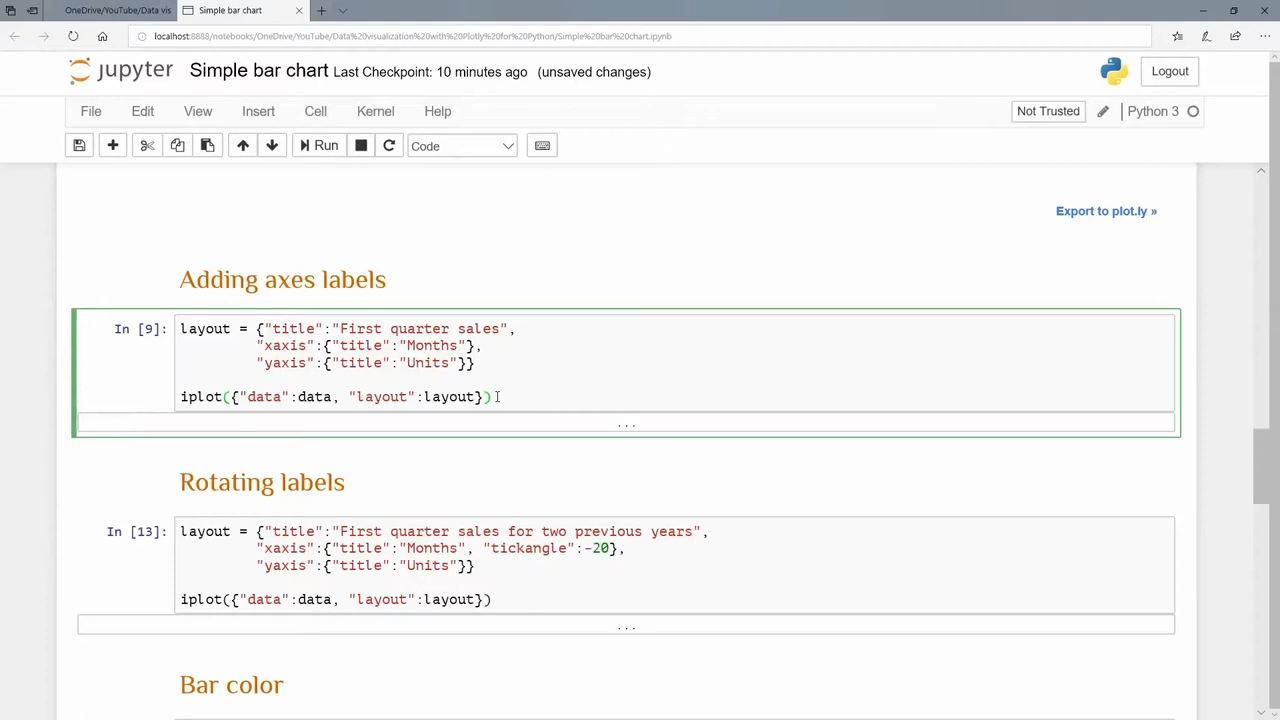 OneDrive/YouTube/Data vis
Simple bar chart
localhost:8888/notebooks/OneDrive/YouTube/Data%20visualization%20with%20Plotly%20for%20Python/Simple%20bar%20chart.ipynb
jupyter Simple bar chart Last Checkpoint: 10 minutes ago (unsaved changes)
Logout
File Edit View Insert Cell Kernel Help
Not Trusted
Python 3
Run
Code
Export to plot.ly »
Adding axes labels
In [9]: layout = {"title":"First quarter sales",
"xaxis":{"title":"Months"},
"yaxis":{"title":"Units"}}
iplot({"data":data, "layout":layout})
...
Rotating labels
In [13]: layout = {"title":"First quarter sales for two previous years",
"xaxis":{"title":"Months", "tickangle":-20},
"yaxis":{"title":"Units"}}
iplot({"data":data, "layout":layout})
...
Bar color